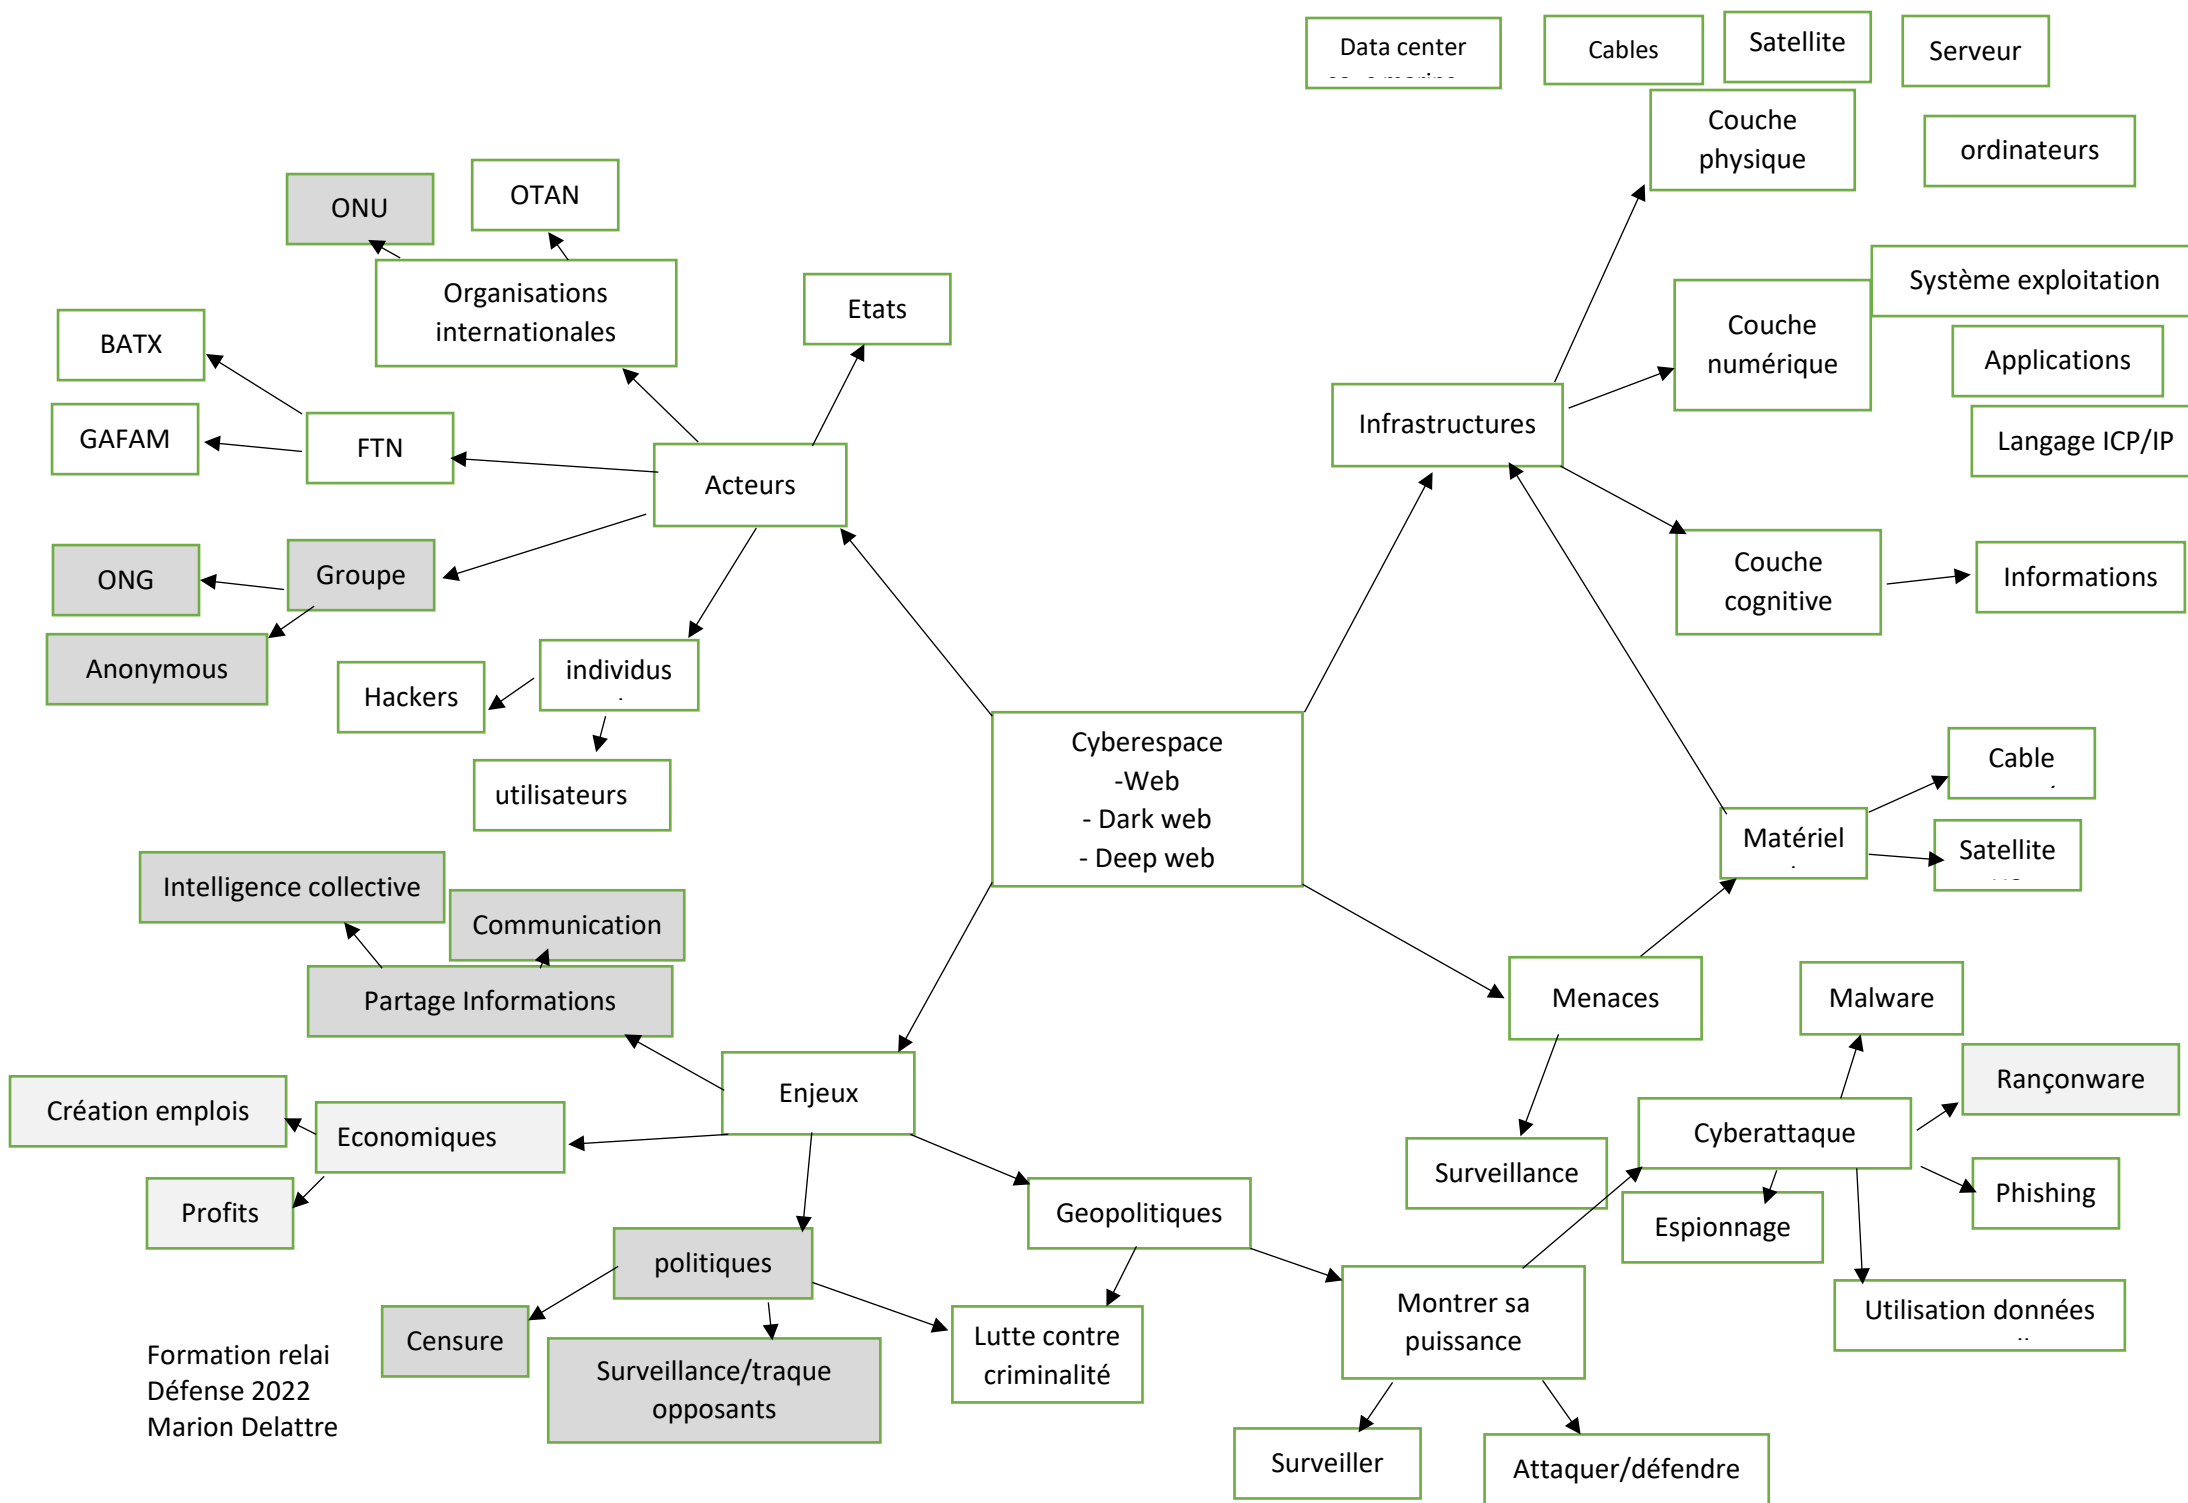 Data center
Cables
Satellite
Serveur
Couche
physique
ordinateurs
ONU
OTAN
Organisations
internationales
Etats
Système exploitation
Couche
numérique
BATX
Applications
GAFAM
FTN
Acteurs
Infrastructures
Langage ICP/IP
ONG
Groupe
Couche
cognitive
Informations
Anonymous
Hackers
individus
utilisateurs
Cyberespace
-Web
- Dark web
- Deep web
Cable
Matériel
Satellite
Intelligence collective
Communication
Partage Informations
Menaces
Malware
Enjeux
Rançonware
Création emplois
Economiques
Cyberattaque
Surveillance
Phishing
Profits
Geopolitiques
Espionnage
politiques
Montrer sa
puissance
Utilisation données
Censure
Lutte contre
criminalité
Surveillance/traque
opposants
Formation relai
Défense 2022
Marion Delattre
Surveiller
Attaquer/défendre